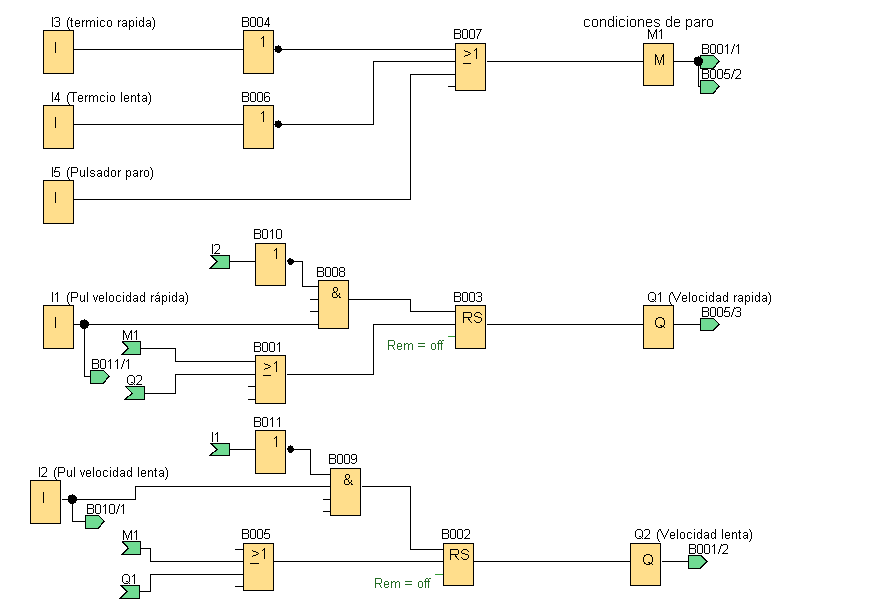 I3 (termico rapida)
B004
I
1
B007
≥1
condiciones de paro
M1
M
B001/1
B005/2
I4 (Termcio lenta)
B006
I
1
I5 (Pulsador paro)
I
I2
B010
1
B008
&
I1 (Pul velocidad rápida)
I
B003
RS
Rem = off
Q1 (Velocidad rapida)
Q
B005/3
M1
B011/1
Q2
B001
≥1
I1
B011
1
B009
&
I2 (Pul velocidad lenta)
I
B010/1
M1
Q1
B005
≥1
B002
RS
Rem = off
Q2 (Velocidad lenta)
Q
B001/2